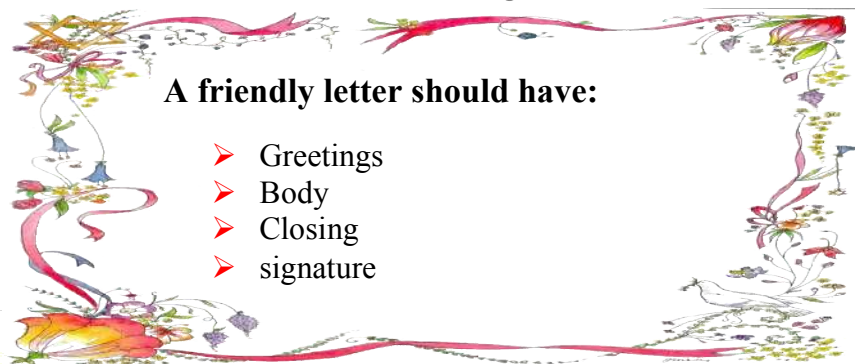 A friendly letter should have:
➢ Greetings
➢ Body
➢ Closing
➢ signature